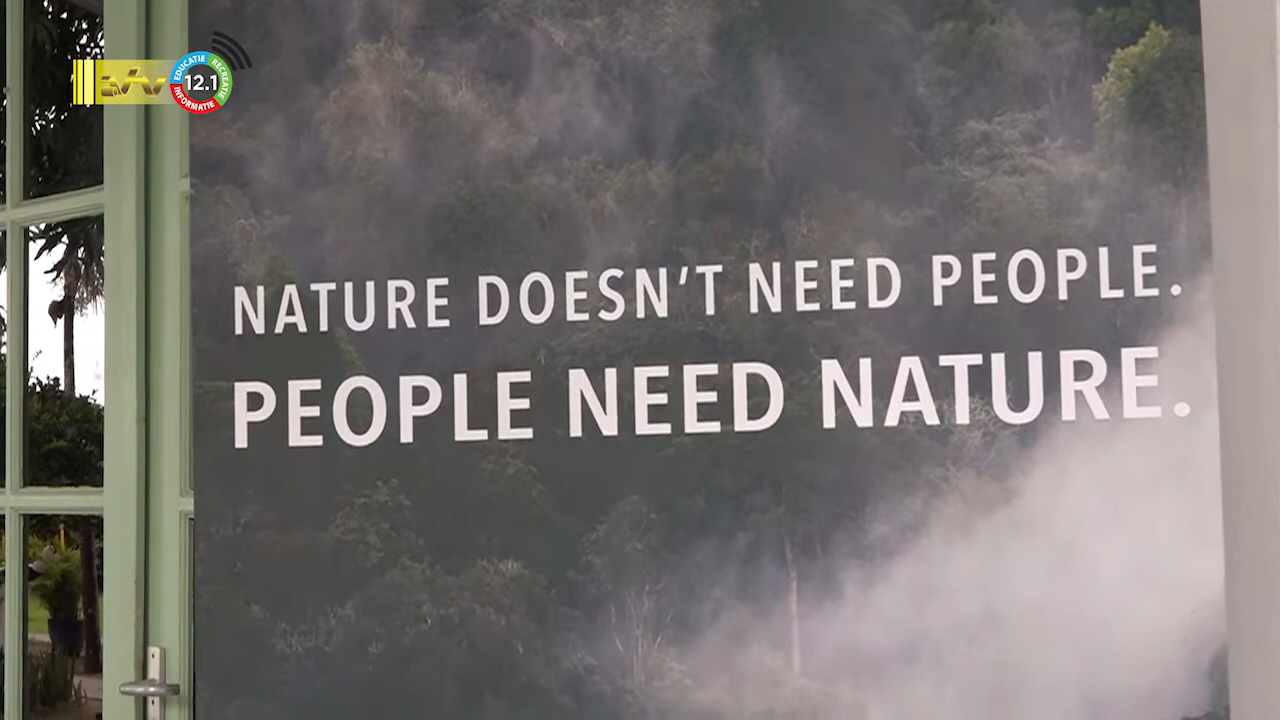 EDUCATIE
RECREATIE
INFORMATIE
12.1
NATURE DOESN'T NEED PEOPLE.
PEOPLE NEED NATURE.